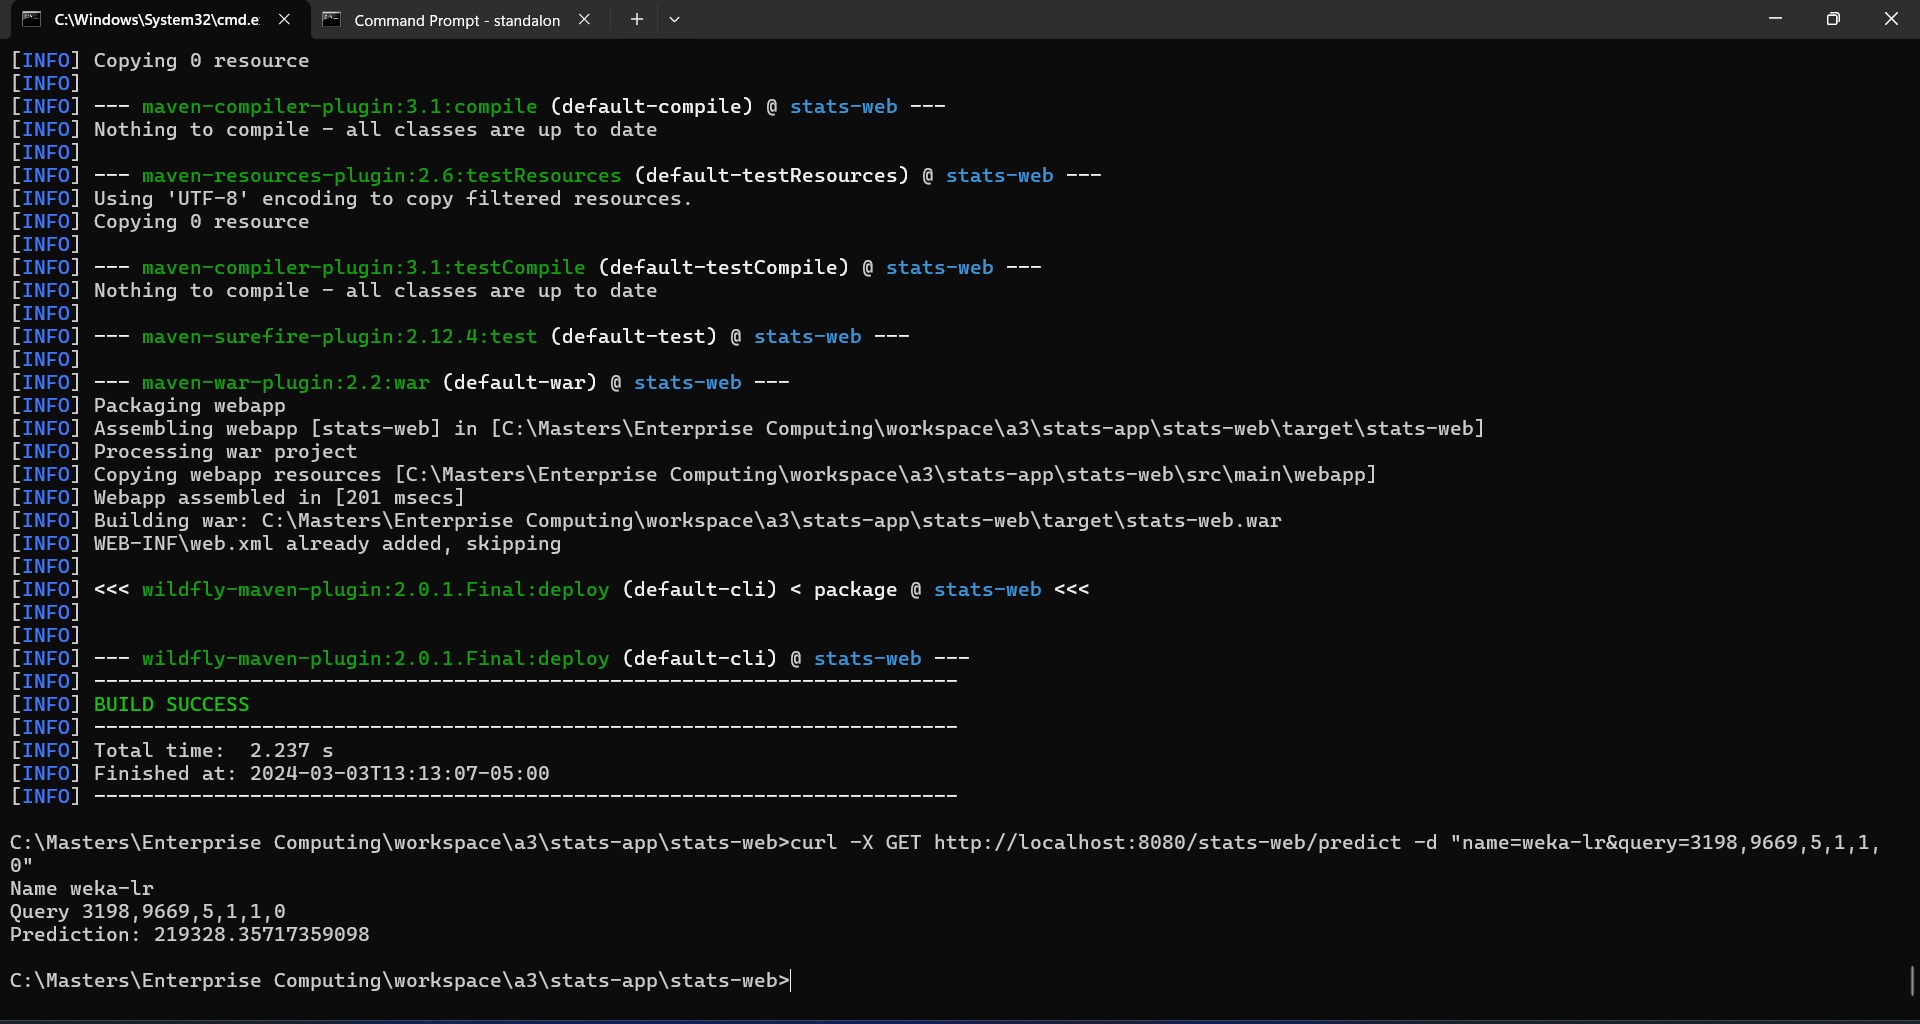 C:\Windows\System32\cmd.e
Command Prompt - standalon
[INFO] Copying 0 resource
[INFO]
[INFO] --- maven-compiler-plugin:3.1:compile (default-compile) @ stats-web ---
[INFO] Nothing to compile - all classes are up to date
[INFO]
[INFO] --- maven-resources-plugin:2.6:testResources (default-testResources) @ stats-web ---
[INFO] Using 'UTF-8' encoding to copy filtered resources.
[INFO] Copying 0 resource
[INFO]
[INFO] --- maven-compiler-plugin:3.1:testCompile (default-testCompile) @ stats-web ---
[INFO] Nothing to compile - all classes are up to date
[INFO]
[INFO] --- maven-surefire-plugin:2.12.4:test (default-test) @ stats-web ---
[INFO]
[INFO] --- maven-war-plugin:2.2:war (default-war) @ stats-web ---
[INFO] Packaging webapp
[INFO] Assembling webapp [stats-web] in [C:\Masters\Enterprise Computing\workspace\a3\stats-app\stats-web\target\stats-web]
[INFO] Processing war project
[INFO] Copying webapp resources [C:\Masters\Enterprise Computing\workspace\a3\stats-app\stats-web\src\main\webapp]
[INFO] Webapp assembled in [201 msecs]
[INFO] Building war: C:\Masters\Enterprise Computing\workspace\a3\stats-app\stats-web\target\stats-web.war
[INFO] WEB-INF\web.xml already added, skipping
[INFO]
[INFO] <<< wildfly-maven-plugin:2.0.1.Final:deploy (default-cli) < package @ stats-web <<<
[INFO]
[INFO]
[INFO] --- wildfly-maven-plugin:2.0.1.Final:deploy (default-cli) @ stats-web ---
[INFO] ------------------------------------------------------------------------
[INFO] BUILD SUCCESS
[INFO] ------------------------------------------------------------------------
[INFO] Total time:  2.237 s
[INFO] Finished at: 2024-03-03T13:13:07-05:00
[INFO] ------------------------------------------------------------------------
C:\Masters\Enterprise Computing\workspace\a3\stats-app\stats-web>curl -X GET http://localhost:8080/stats-web/predict -d "name=weka-lr&query=3198,9669,5,1,1,
0"
Name weka-lr
Query 3198,9669,5,1,1,0
Prediction: 219328.35717359098
C:\Masters\Enterprise Computing\workspace\a3\stats-app\stats-web>